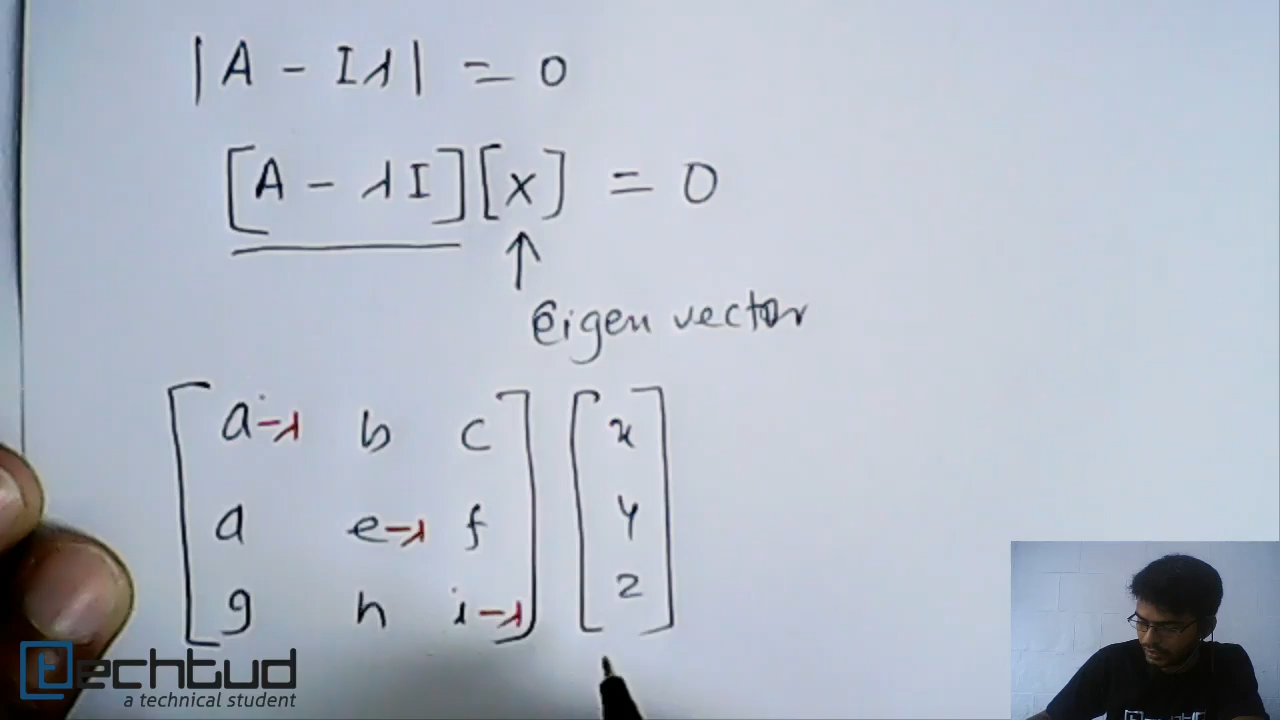 |A - Iλ| = 0
[A - λI][x] = 0
↑
Eigen vector
[a-λ b c] [x]
[d e-λ f] [y]
[g h i-λ] [z]
techtud
a technical student